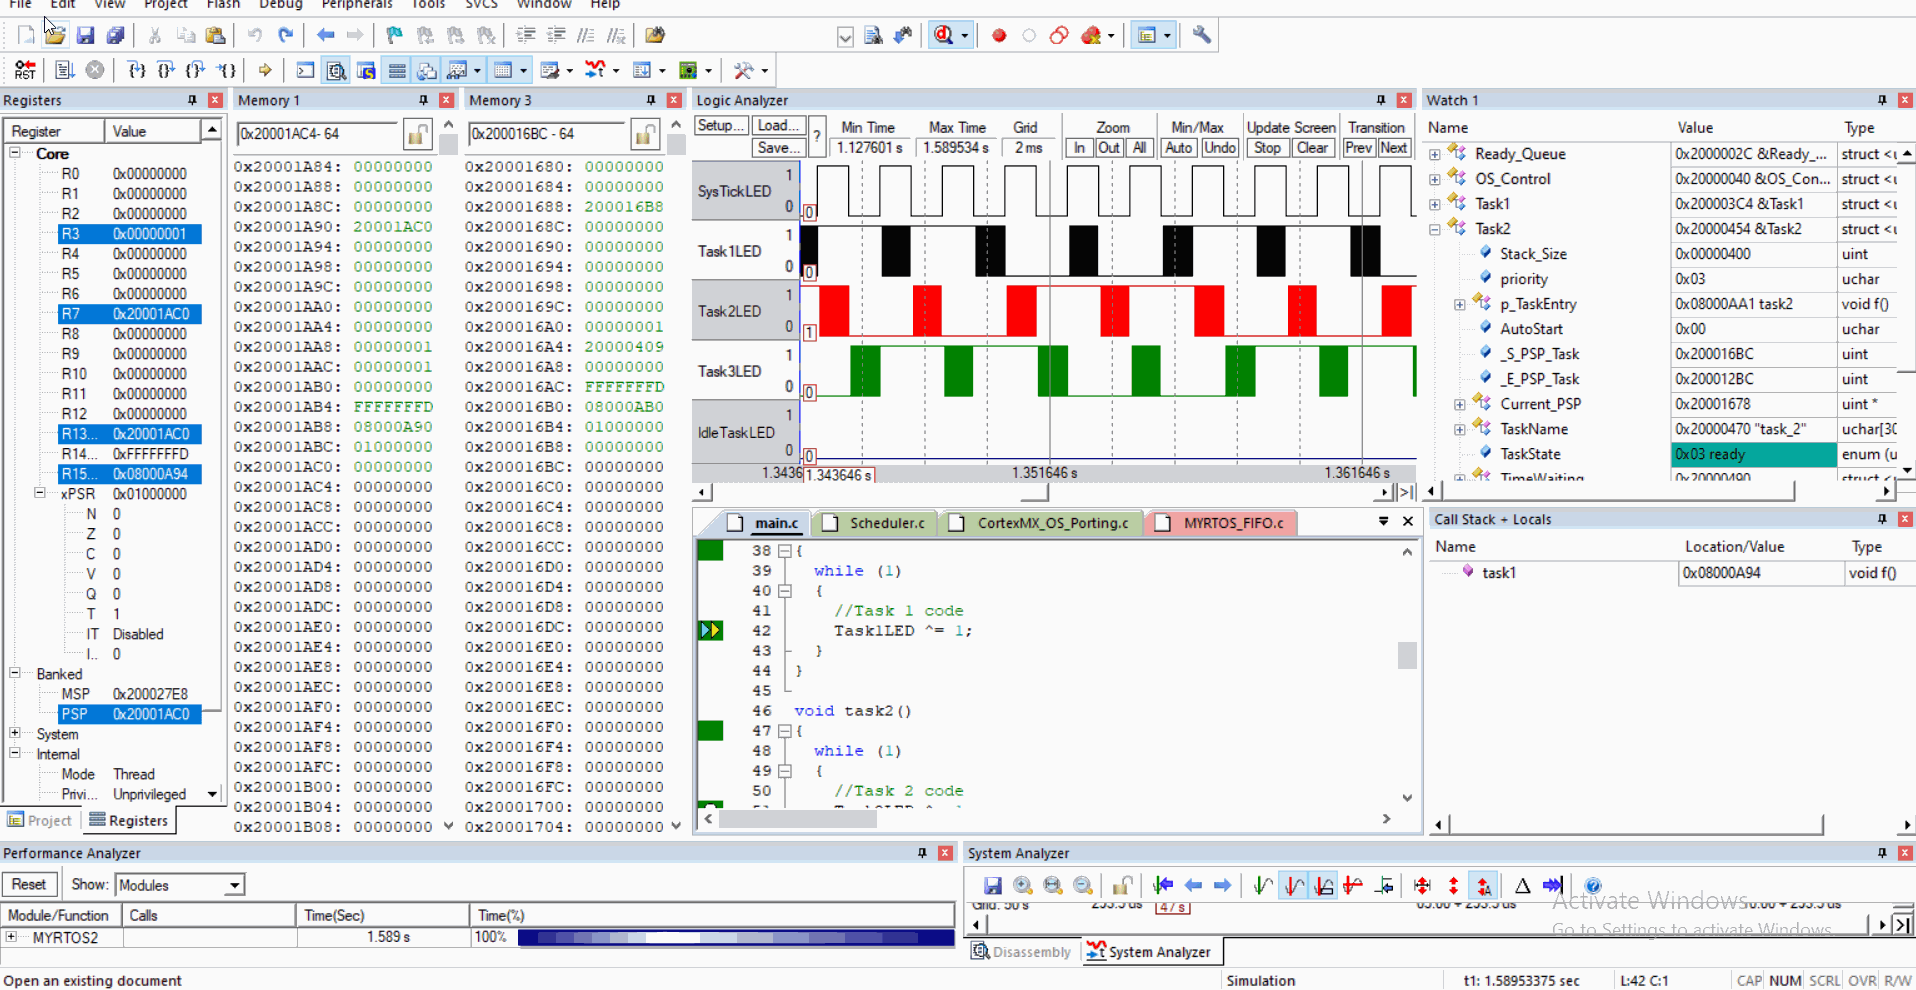 File Edit View Project Flash Debug Peripherals Tools SVCS Window Help
RST
Registers
Register Value
Core
R0 0x00000000
R1 0x00000000
R2 0x00000000
R3 0x00000001
R4 0x00000000
R5 0x00000000
R6 0x00000000
R7 0x20001AC0
R8 0x00000000
R9 0x00000000
R10 0x00000000
R11 0x00000000
R12 0x00000000
R13... 0x20001AC0
R14... 0xFFFFFFFD
R15... 0x08000A94
xPSR 0x01000000
N 0
Z 0
C 0
V 0
Q 0
T 1
IT Disabled
I.. 0
Banked
MSP 0x200027E8
PSP 0x20001AC0
System
Internal
Mode Thread
Privi... Unprivileged
Project Registers
Memory 1
0x20001AC4- 64
0x20001A84: 00000000
0x20001A88: 00000000
0x20001A8C: 00000000
0x20001A90: 20001AC0
0x20001A94: 00000000
0x20001A98: 00000000
0x20001A9C: 00000000
0x20001AA0: 00000000
0x20001AA4: 00000000
0x20001AA8: 00000001
0x20001AAC: 00000001
0x20001AB0: 00000000
0x20001AB4: FFFFFFFD
0x20001AB8: 08000A90
0x20001ABC: 01000000
0x20001AC0: 00000000
0x20001AC4: 00000000
0x20001AC8: 00000000
0x20001ACC: 00000000
0x20001AD0: 00000000
0x20001AD4: 00000000
0x20001AD8: 00000000
0x20001ADC: 00000000
0x20001AE0: 00000000
0x20001AE4: 00000000
0x20001AE8: 00000000
0x20001AEC: 00000000
0x20001AF0: 00000000
0x20001AF4: 00000000
0x20001AF8: 00000000
0x20001AFC: 00000000
0x20001B00: 00000000
0x20001B04: 00000000
0x20001B08: 00000000
Memory 3
0x200016BC - 64
0x20001680: 00000000
0x20001684: 00000000
0x20001688: 200016B8
0x2000168C: 00000000
0x20001690: 00000000
0x20001694: 00000000
0x20001698: 00000000
0x2000169C: 00000000
0x200016A0: 00000001
0x200016A4: 20000409
0x200016A8: 00000000
0x200016AC: FFFFFFFD
0x200016B0: 08000AB0
0x200016B4: 01000000
0x200016B8: 00000000
0x200016BC: 00000000
0x200016C0: 00000000
0x200016C4: 00000000
0x200016C8: 00000000
0x200016CC: 00000000
0x200016D0: 00000000
0x200016D4: 00000000
0x200016D8: 00000000
0x200016DC: 00000000
0x200016E0: 00000000
0x200016E4: 00000000
0x200016E8: 00000000
0x200016EC: 00000000
0x200016F0: 00000000
0x200016F4: 00000000
0x200016F8: 00000000
0x200016FC: 00000000
0x20001700: 00000000
0x20001704: 00000000
Logic Analyzer
Setup... Load... ? Min Time Max Time Grid Zoom Min/Max Update Screen Transition
Save... 1.127601 s 1.589534 s 2 ms In Out All Auto Undo Stop Clear Prev Next
SysTickLED 1 0 0
Task1LED 1 0 0
Task2LED 1 0 1
Task3LED 1 0 0
IdleTaskLED 1 0 0
1.3436 1.343646 s 1.351646 s 1.361646 s
main.c Scheduler.c CortexMX_OS_Porting.c MYRTOS_FIFO.c
38 {
39 while (1)
40 {
41 //Task 1 code
42 Task1LED ^= 1;
43 }
44 }
45
46 void task2()
47 {
48 while (1)
49 {
50 //Task 2 code
Watch 1
Name Value Type
Ready_Queue 0x2000002C &Ready_... struct <u
OS_Control 0x20000040 &OS_Con... struct <u
Task1 0x200003C4 &Task1 struct <u
Task2 0x20000454 &Task2 struct <u
Stack_Size 0x00000400 uint
priority 0x03 uchar
p_TaskEntry 0x08000AA1 task2 void f()
AutoStart 0x00 uchar
_S_PSP_Task 0x200016BC uint
_E_PSP_Task 0x200012BC uint
Current_PSP 0x20001678 uint *
TaskName 0x20000470 "task_2" uchar[30
TaskState 0x03 ready enum (u
TimeWaiting 0x20000490 struct <u
Call Stack + Locals
Name Location/Value Type
task1 0x08000A94 void f()
Performance Analyzer
Reset Show: Modules
Module/Function Calls Time(Sec) Time(%)
MYRTOS2 1.589 s 100%
System Analyzer
Grid: 50 s
Activate Windows
Go to Settings to activate Windows.
Disassembly System Analyzer
Open an existing document Simulation t1: 1.58953375 sec L:42 C:1 CAP NUM SCRL OVR R/W